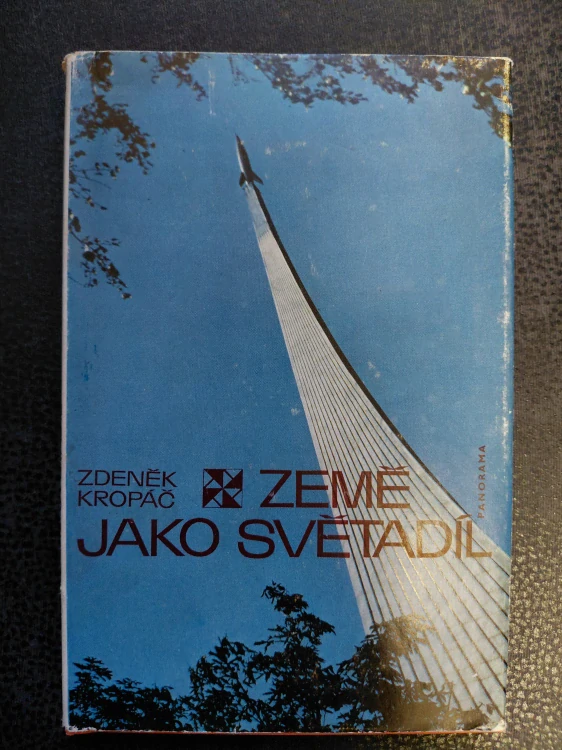 ZDENĚK
KROPÁČ
ZEMĚ
JAKO SVĚTADÍL
PANORAMA